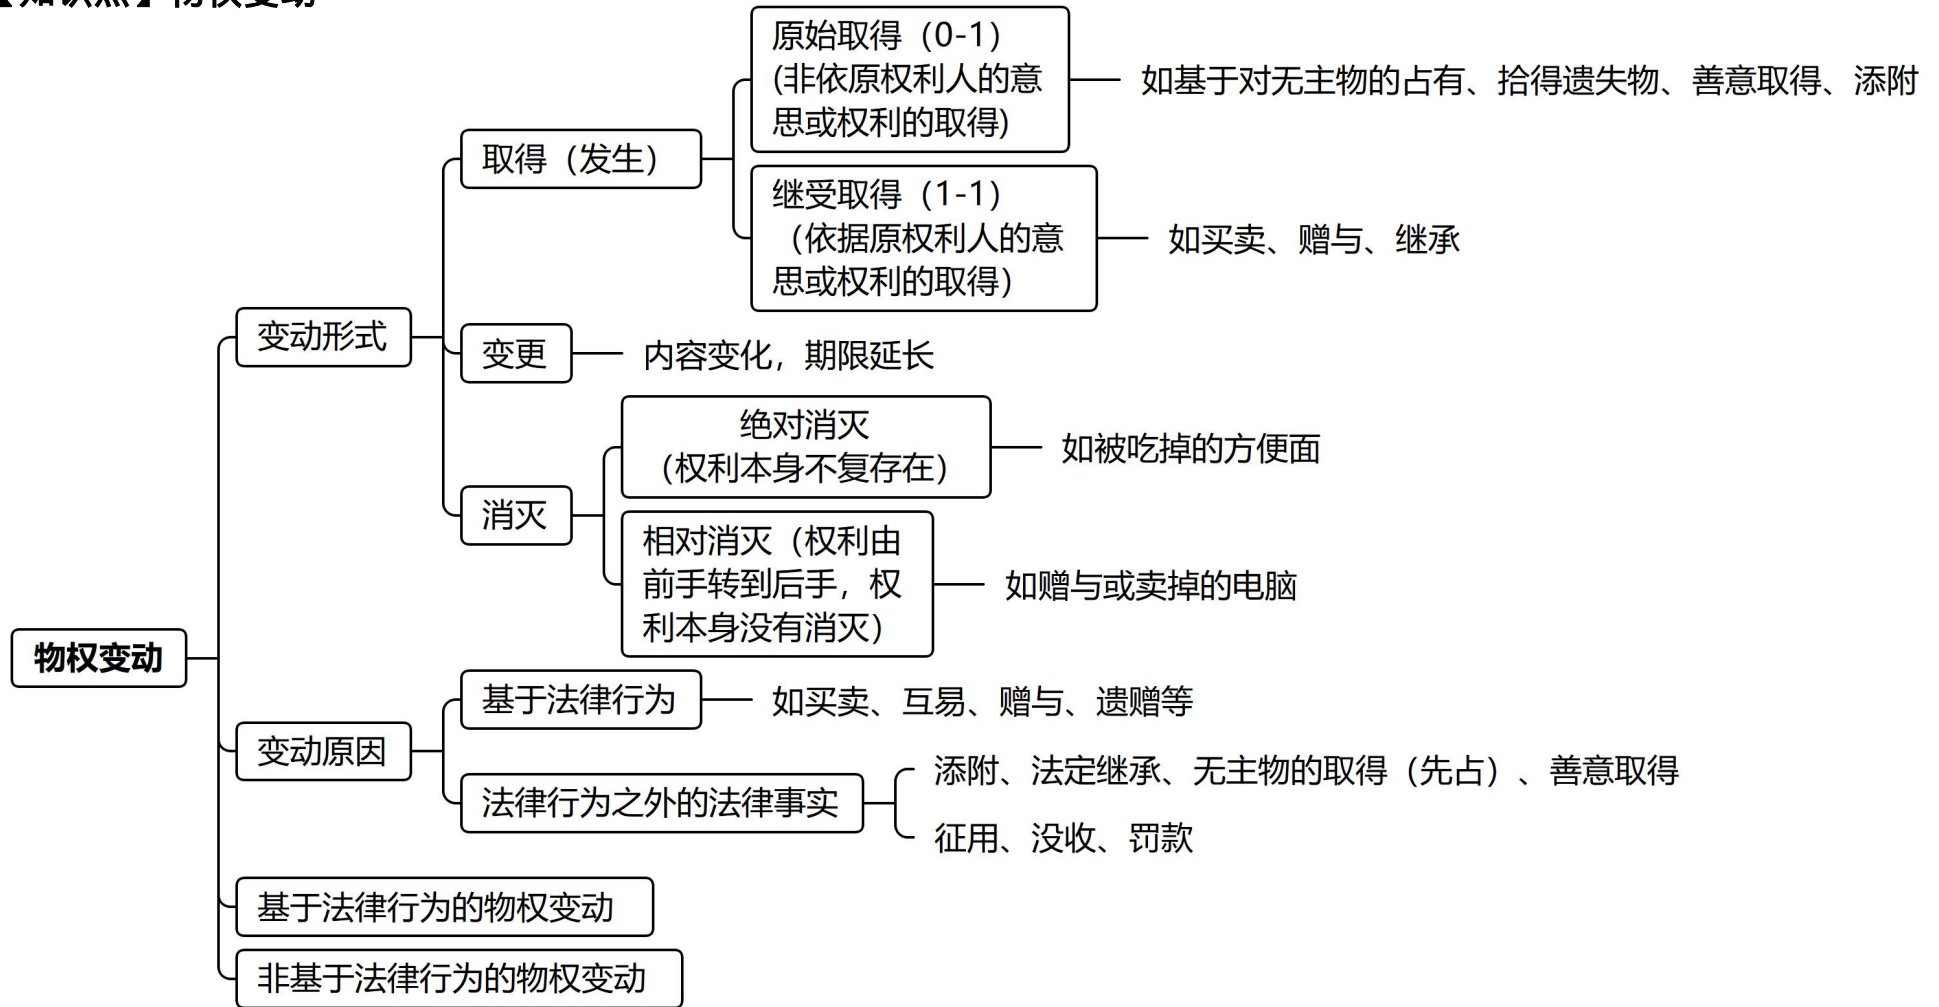 【知识点】物权变动
原始取得（0-1）
(非依原权利人的意
思或权利的取得)
如基于对无主物的占有、拾得遗失物、善意取得、添附
取得（发生）
继受取得（1-1）
（依据原权利人的意
思或权利的取得）
如买卖、赠与、继承
变动形式
变更
内容变化，期限延长
绝对消灭
（权利本身不复存在）
如被吃掉的方便面
消灭
相对消灭（权利由
前手转到后手，权
利本身没有消灭）
如赠与或卖掉的电脑
物权变动
基于法律行为
如买卖、互易、赠与、遗赠等
变动原因
法律行为之外的法律事实
添附、法定继承、无主物的取得（先占）、善意取得
征用、没收、罚款
基于法律行为的物权变动
非基于法律行为的物权变动